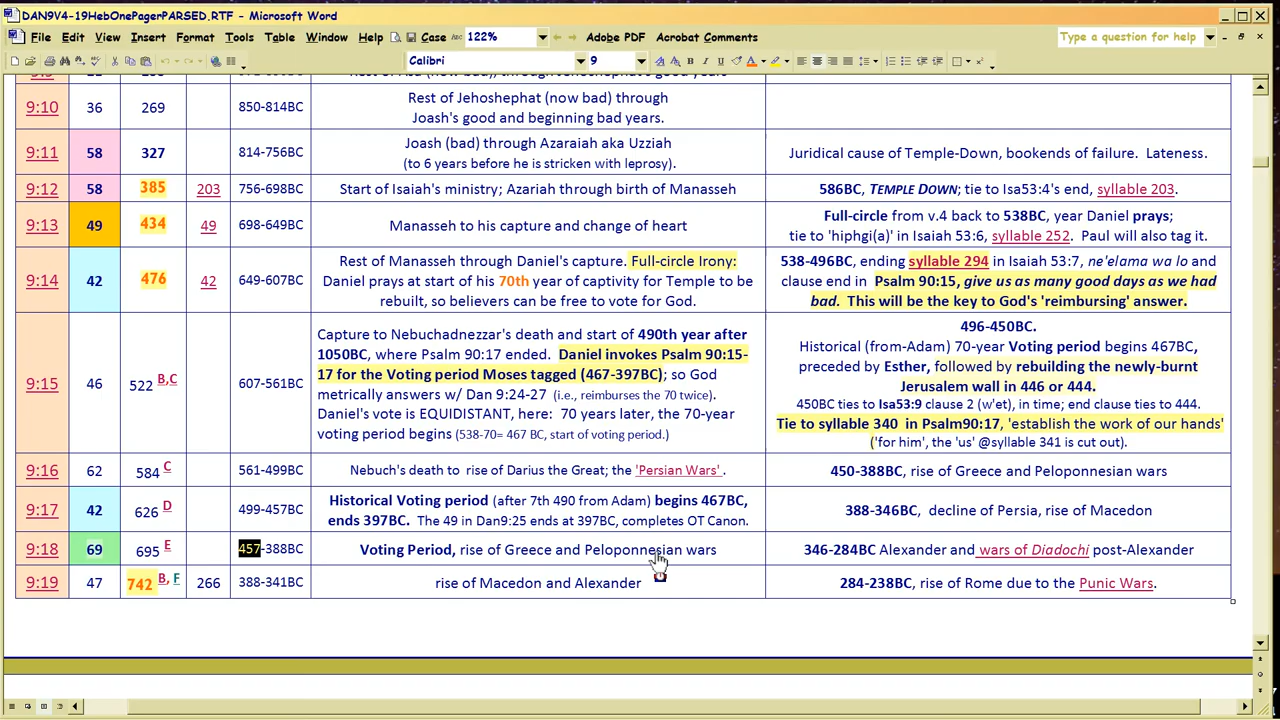 DAN9V4-19HebOnePagerPARSED.RTF - Microsoft Word
File Edit View Insert Format Tools Table Window Help Case 122% Adobe PDF Acrobat Comments Type a question for help
Calibri 9
9:10 36 269 850-814BC Rest of Jehoshephat (now bad) through
Joash's good and beginning bad years.
9:11 58 327 814-756BC Joash (bad) through Azaraiah aka Uzziah
(to 6 years before he is stricken with leprosy).
Juridical cause of Temple-Down, bookends of failure. Lateness.
9:12 58 385 203 756-698BC Start of Isaiah's ministry; Azariah through birth of Manasseh 586BC, TEMPLE DOWN; tie to Isa53:4's end, syllable 203.
9:13 49 434 49 698-649BC Manasseh to his capture and change of heart
Full-circle from v.4 back to 538BC, year Daniel prays;
tie to 'hiphgi(a)' in Isaiah 53:6, syllable 252. Paul will also tag it.
9:14 42 476 42 649-607BC Rest of Manasseh through Daniel's capture. Full-circle Irony:
Daniel prays at start of his 70th year of captivity for Temple to be
rebuilt, so believers can be free to vote for God.
538-496BC, ending syllable 294 in Isaiah 53:7, ne'elama wa lo and
clause end in Psalm 90:15, give us as many good days as we had
bad. This will be the key to God's 'reimbursing' answer.
9:15 46 522 B,C 607-561BC Capture to Nebuchadnezzar's death and start of 490th year after
1050BC, where Psalm 90:17 ended. Daniel invokes Psalm 90:15-
17 for the Voting period Moses tagged (467-397BC); so God
metrically answers w/ Dan 9:24-27 (i.e., reimburses the 70 twice).
Daniel's vote is EQUIDISTANT, here: 70 years later, the 70-year
voting period begins (538-70= 467 BC, start of voting period.)
496-450BC.
Historical (from-Adam) 70-year Voting period begins 467BC,
preceded by Esther, followed by rebuilding the newly-burnt
Jerusalem wall in 446 or 444.
450BC ties to Isa53:9 clause 2 (w'et), in time; end clause ties to 444.
Tie to syllable 340 in Psalm90:17, 'establish the work of our hands'
('for him', the 'us' @syllable 341 is cut out).
9:16 62 584 C 561-499BC Nebuch's death to rise of Darius the Great; the 'Persian Wars'. 450-388BC, rise of Greece and Peloponnesian wars
9:17 42 626 D 499-457BC Historical Voting period (after 7th 490 from Adam) begins 467BC,
ends 397BC. The 49 in Dan9:25 ends at 397BC, completes OT Canon.
388-346BC, decline of Persia, rise of Macedon
9:18 69 695 E 457-388BC Voting Period, rise of Greece and Peloponnesian wars 346-284BC Alexander and wars of Diadochi post-Alexander
9:19 47 742 B, F 266 388-341BC rise of Macedon and Alexander 284-238BC, rise of Rome due to the Punic Wars.